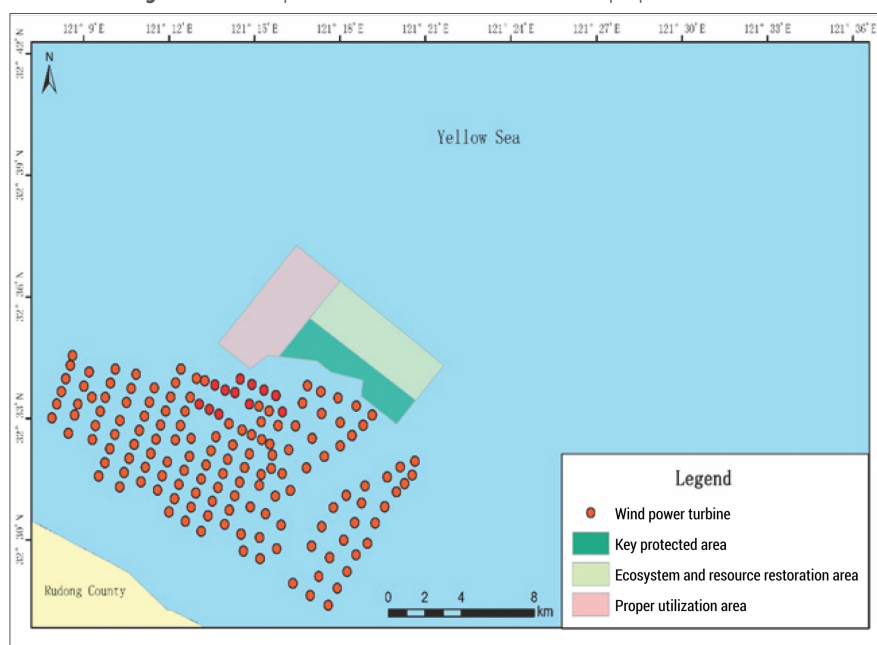 121° 9′ E 121° 12′ E 121° 15′ E 121° 18′ E 121° 21′ E 121° 24′ E 121° 27′ E 121° 30′ E 121° 33′ E 121° 36′ E
32° 42′ N
32° 39′ N
32° 36′ N
32° 33′ N
32° 30′ N
N
Yellow Sea
Rudong County
0 2 4 8
km
Legend
Wind power turbine
Key protected area
Ecosystem and resource restoration area
Proper utilization area